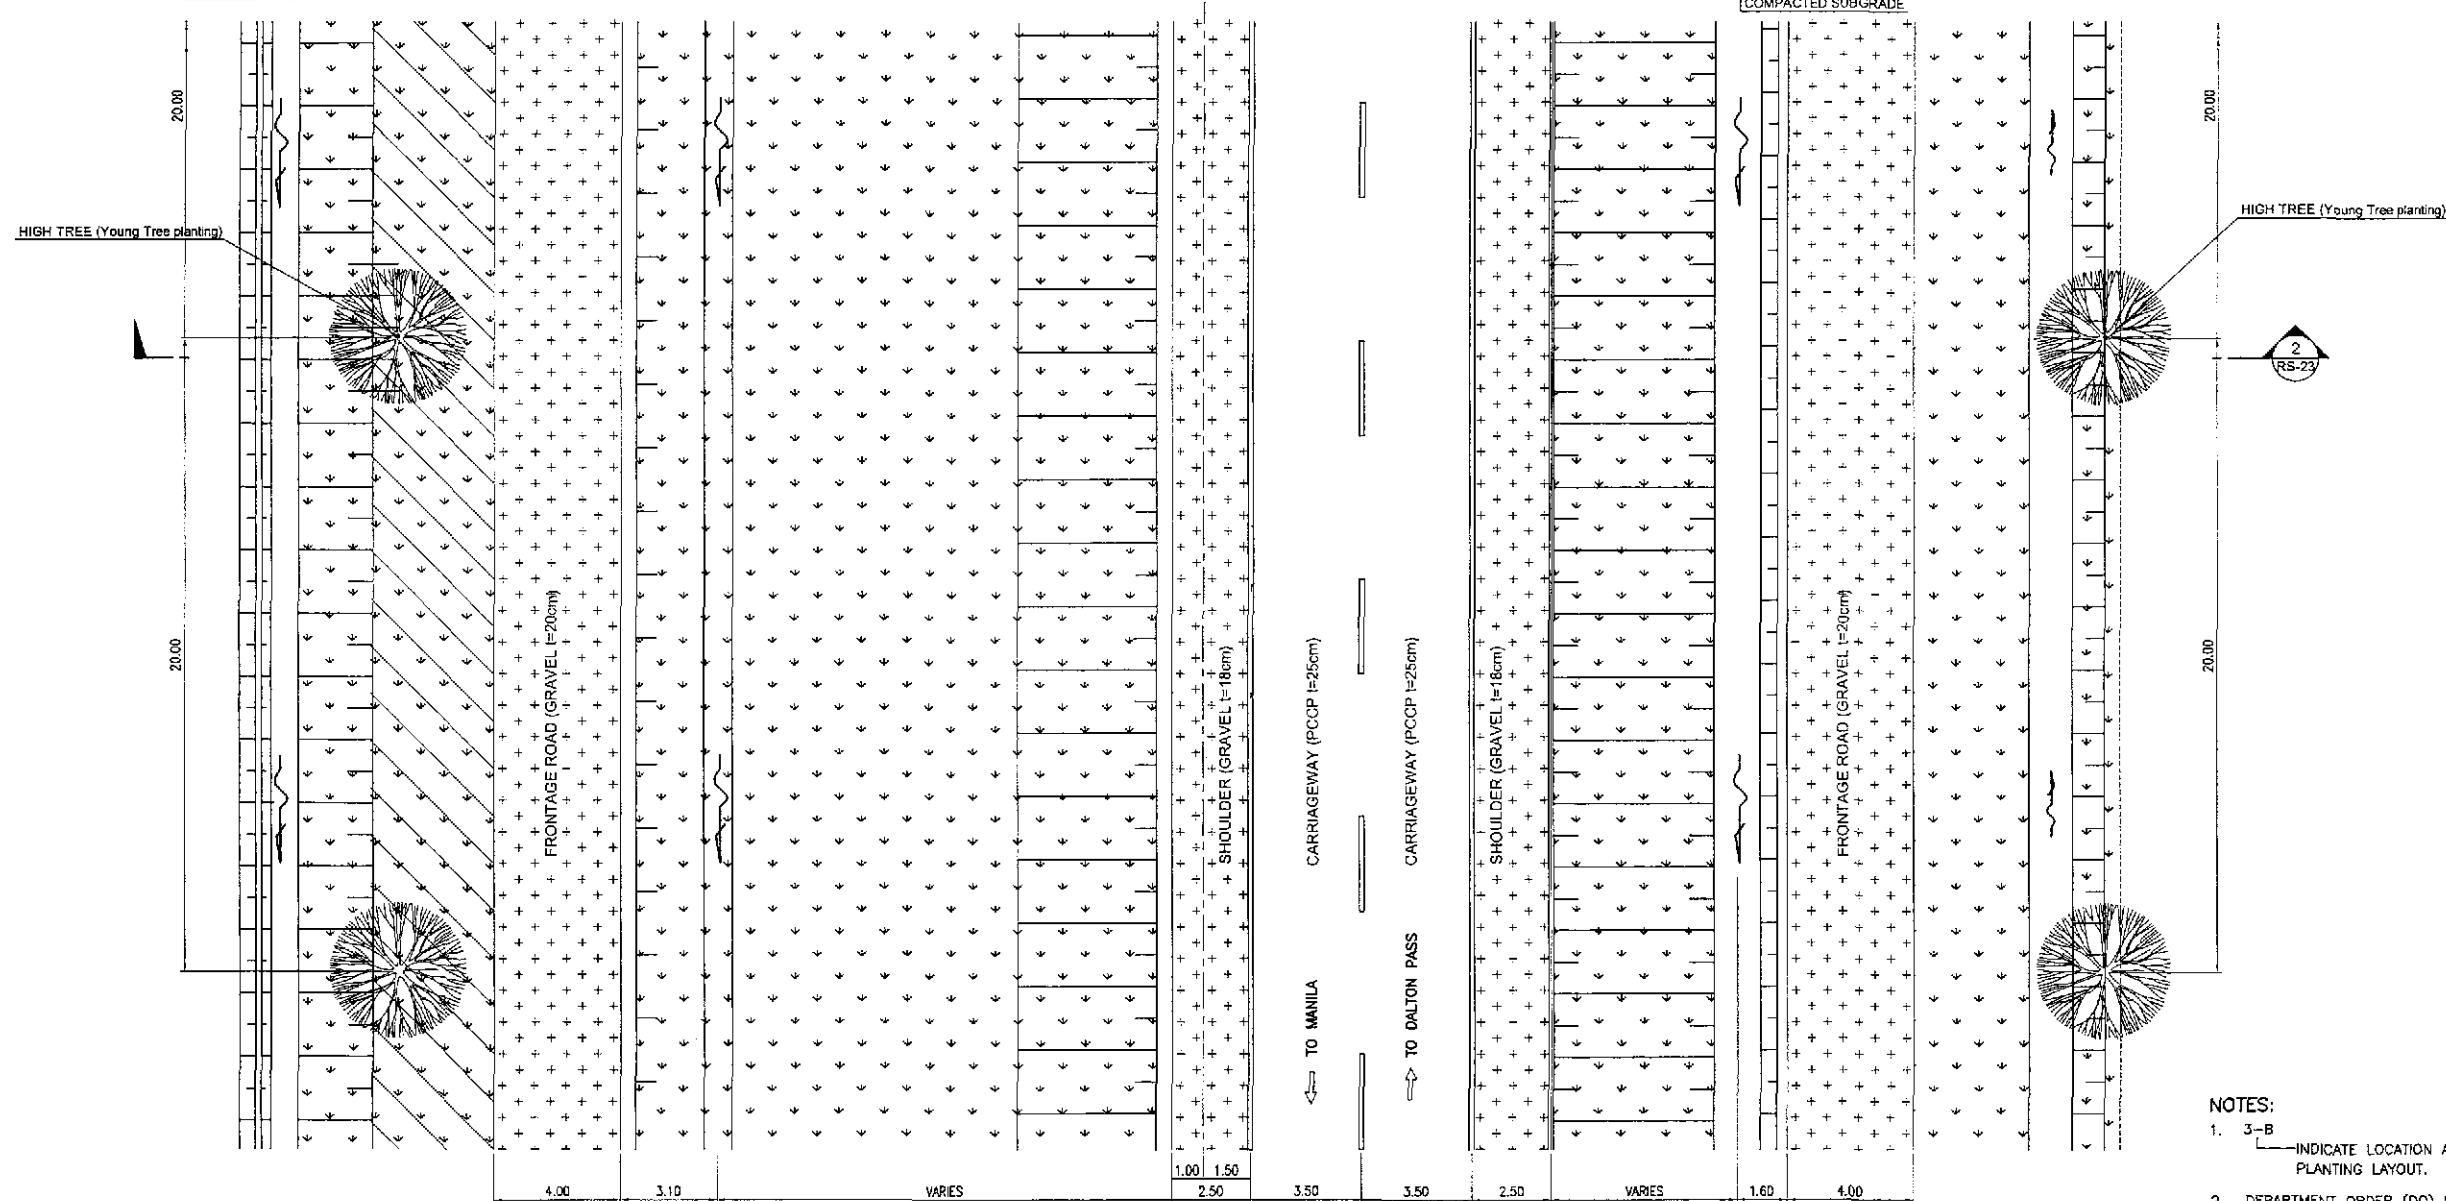 COMPACTED SUBGRADE
20.00
20.00
HIGH TREE (Young Tree planting)
HIGH TREE (Young Tree planting)
2
RS-23
20.00
20.00
FRONTAGE ROAD (GRAVEL t=20cm)
SHOULDER (GRAVEL t=18cm)
CARRIAGEWAY (PCCP t=25cm)
CARRIAGEWAY (PCCP t=25cm)
SHOULDER (GRAVEL t=18cm)
FRONTAGE ROAD (GRAVEL t=20cm)
TO MANILA
TO DALTON PASS
NOTES:
1. 3-B
INDICATE LOCATION
PLANTING LAYOUT.
2. DEPARTMENT ORDER (DO)
1.00 1.50
4.00 3.10 VARIES 2.50 3.50 3.50 2.50 VARIES 1.60 4.00